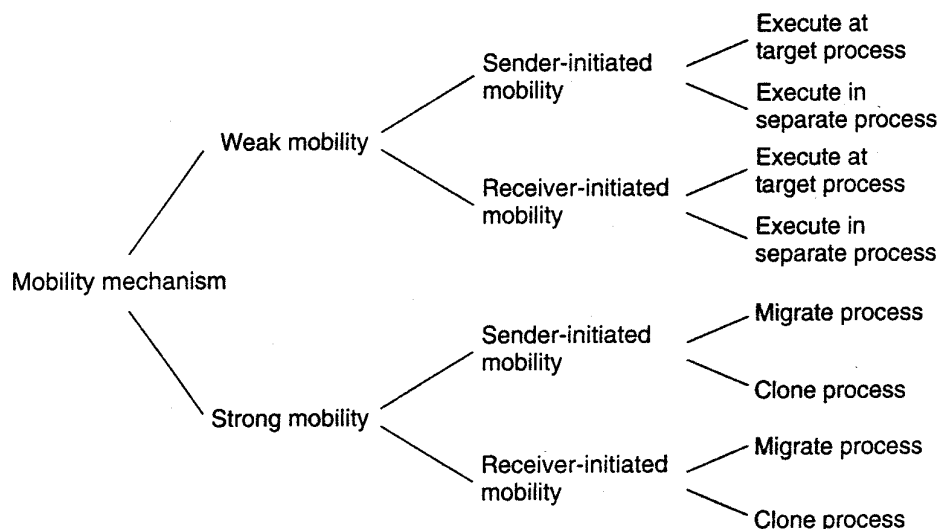 Execute at
target process
Sender-initiated
mobility
Execute in
separate process
Weak mobility
Execute at
target process
Receiver-initiated
mobility
Execute in
separate process
Mobility mechanism
Sender-initiated
mobility
Migrate process
Clone process
Strong mobility
Migrate process
Receiver-initiated
mobility
Clone process